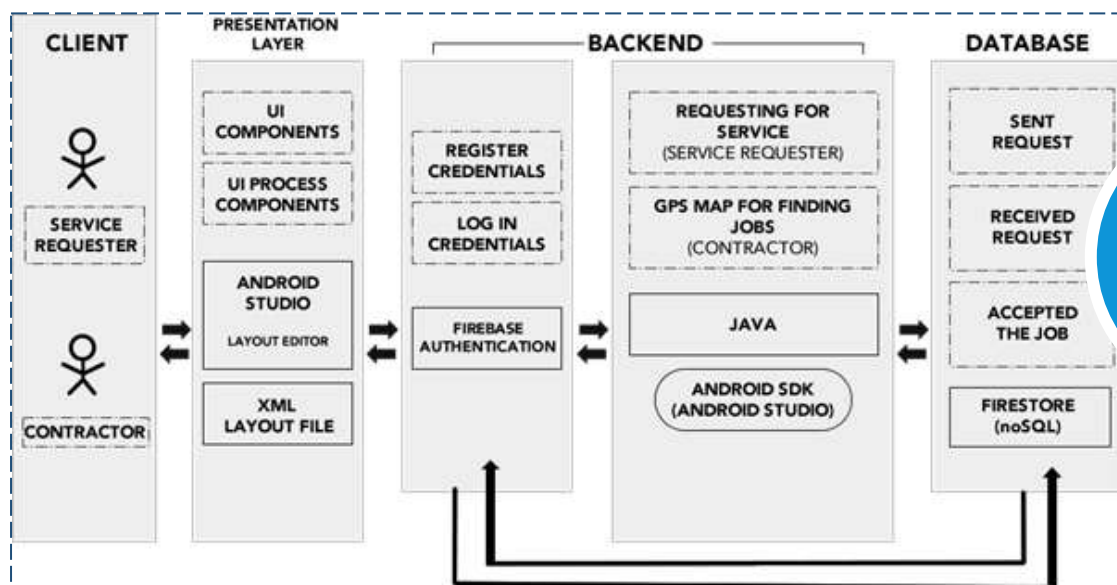 CLIENT
SERVICE
REQUESTER
CONTRACTOR
PRESENTATION
LAYER
UI
COMPONENTS
UI PROCESS
COMPONENTS
ANDROID
STUDIO
LAYOUT EDITOR
XML
LAYOUT FILE
BACKEND
REGISTER
CREDENTIALS
LOG IN
CREDENTIALS
FIREBASE
AUTHENTICATION
REQUESTING FOR
SERVICE
(SERVICE REQUESTER)
GPS MAP FOR FINDING
JOBS
(CONTRACTOR)
JAVA
ANDROID SDK
(ANDROID STUDIO)
DATABASE
SENT
REQUEST
RECEIVED
REQUEST
ACCEPTED
THE JOB
FIRESTORE
(noSQL)